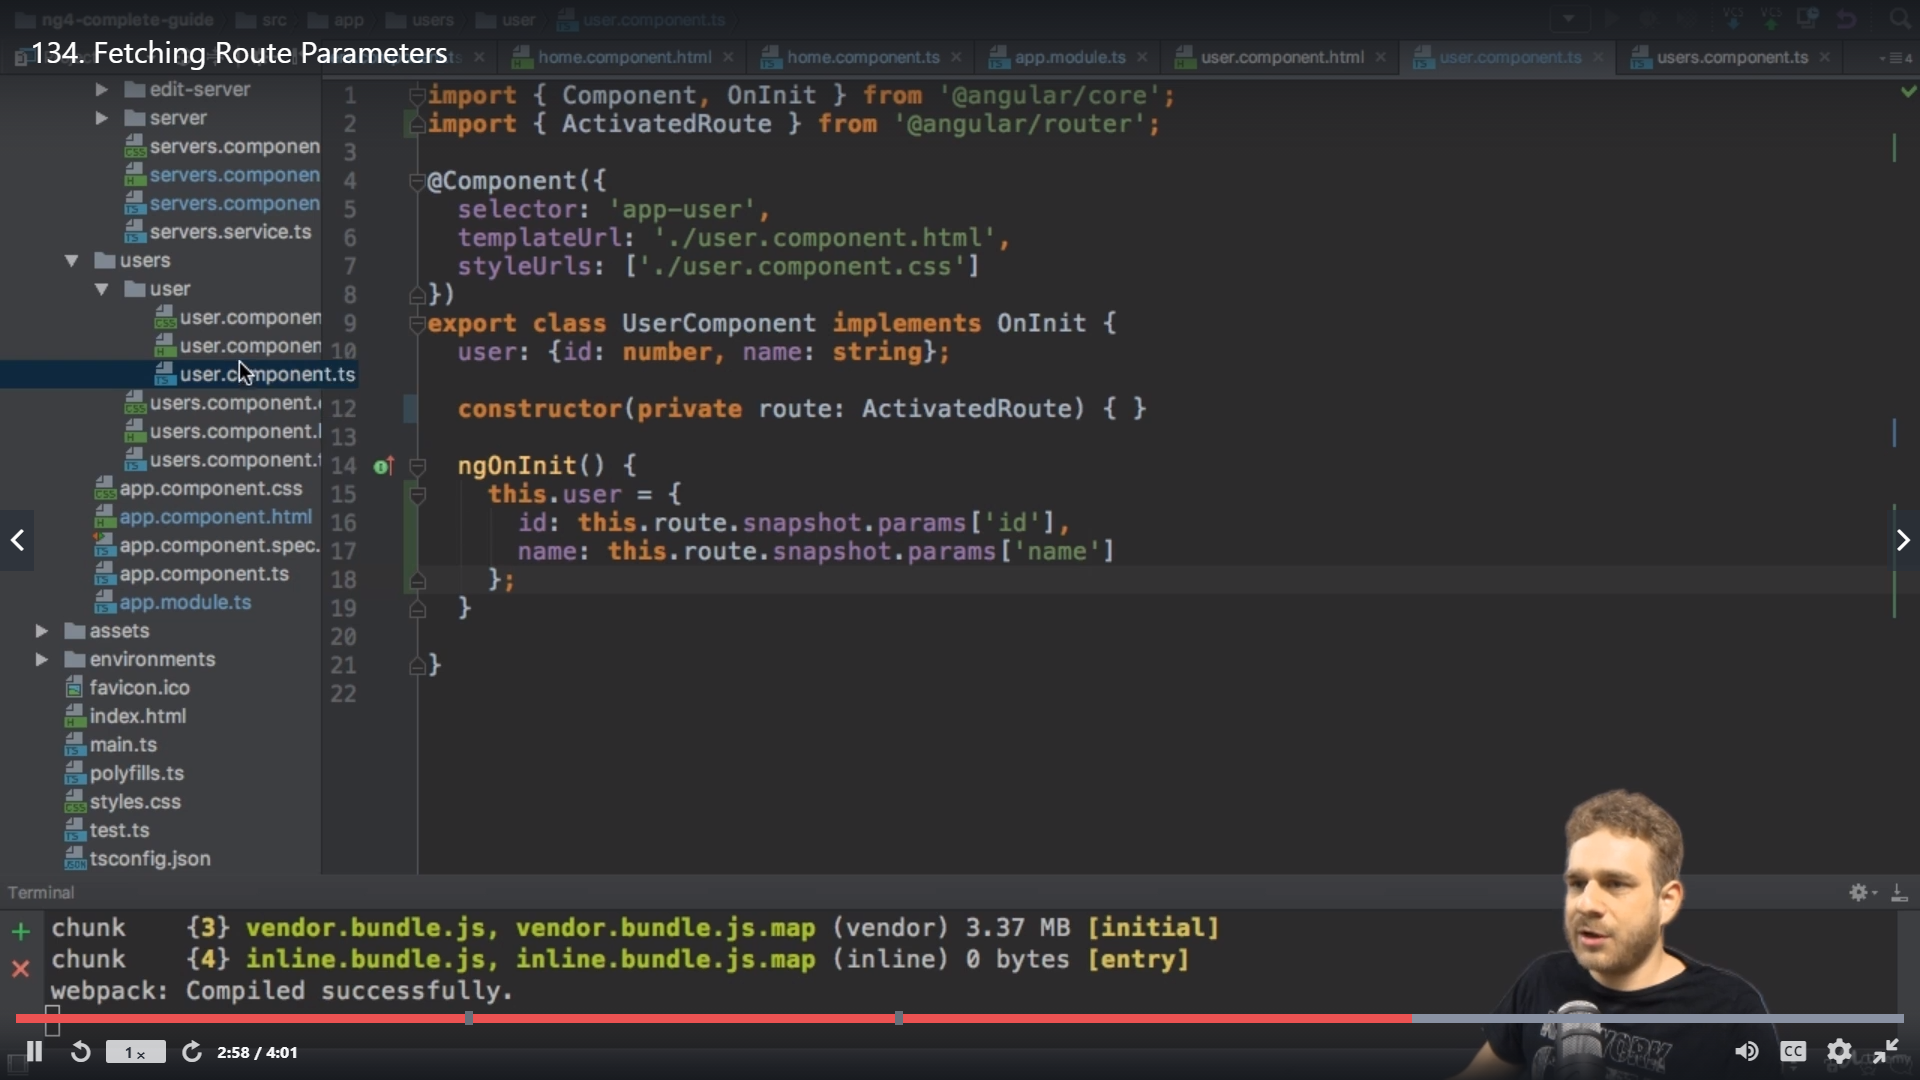 ng4-complete-guide src app users user user.component.ts
134. Fetching Route Parameters
home.component.html home.component.ts app.module.ts user.component.html user.component.ts users.component.ts
edit-server
server
servers.componen
servers.componen
servers.componen
servers.service.ts
users
user
user.componen
user.componen
user.component.ts
users.component.
users.component.
users.component.
app.component.css
app.component.html
app.component.spec.
app.component.ts
app.module.ts
assets
environments
favicon.ico
index.html
main.ts
polyfills.ts
styles.css
test.ts
tsconfig.json
1 import { Component, OnInit } from '@angular/core';
2 import { ActivatedRoute } from '@angular/router';
3
4 @Component({
5 selector: 'app-user',
6 templateUrl: './user.component.html',
7 styleUrls: ['./user.component.css']
8 })
9 export class UserComponent implements OnInit {
10 user: {id: number, name: string};
12 constructor(private route: ActivatedRoute) { }
13
14 ngOnInit() {
15 this.user = {
16 id: this.route.snapshot.params['id'],
17 name: this.route.snapshot.params['name']
18 };
19 }
20
21 }
22
Terminal
chunk {3} vendor.bundle.js, vendor.bundle.js.map (vendor) 3.37 MB [initial]
chunk {4} inline.bundle.js, inline.bundle.js.map (inline) 0 bytes [entry]
webpack: Compiled successfully.
1 x 2:58 / 4:01
CC